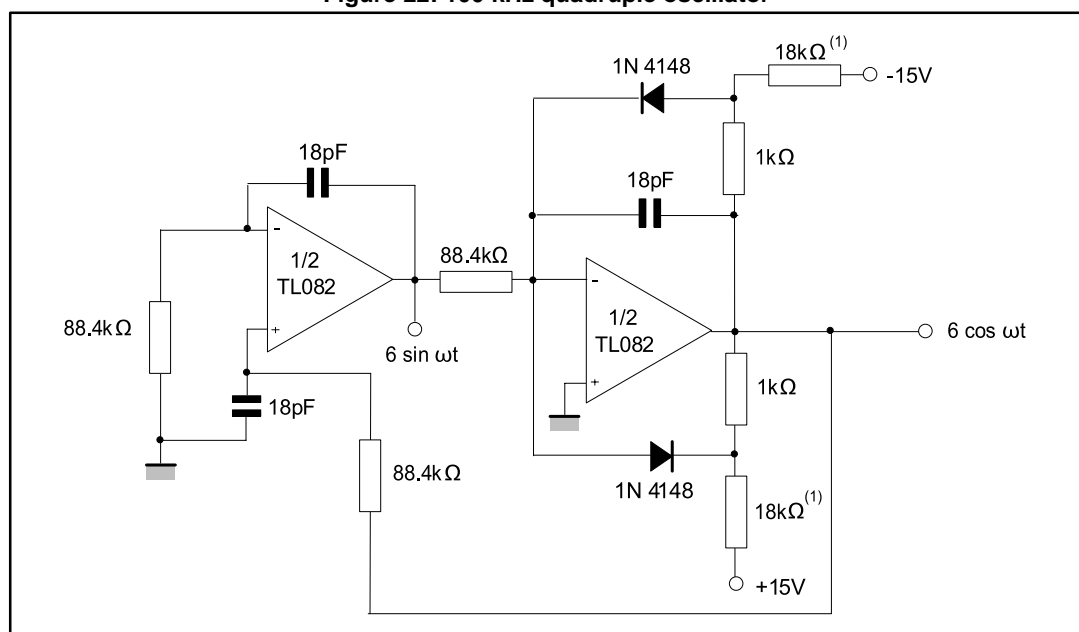 Figure 22. 100 kHz quadruple oscillator
18kΩ (1)
1N 4148
-15V
18pF
1kΩ
18pF
-
88.4kΩ
1/2
TL082
-
88.4kΩ
+
1/2
TL082
6 cos ωt
6 sin ωt
1kΩ
18pF
+
88.4kΩ
1N 4148
18kΩ (1)
+15V